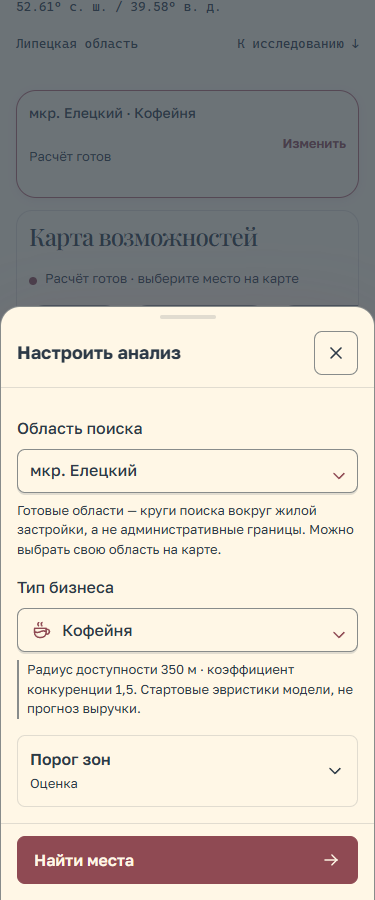 52.61° с. ш. / 39.58° в. д.
Липецкая область
К исследованию ↓
мкр. Елецкий · Кофейня
Изменить
Расчёт готов
Карта возможностей
Расчёт готов · выберите место на карте
Настроить анализ
Область поиска
мкр. Елецкий
Готовые области — круги поиска вокруг жилой
застройки, а не административные границы. Можно
выбрать свою область на карте.
Тип бизнеса
Кофейня
Радиус доступности 350 м · коэффициент
конкуренции 1,5. Стартовые эвристики модели, не
прогноз выручки.
Порог зон
Оценка
Найти места →